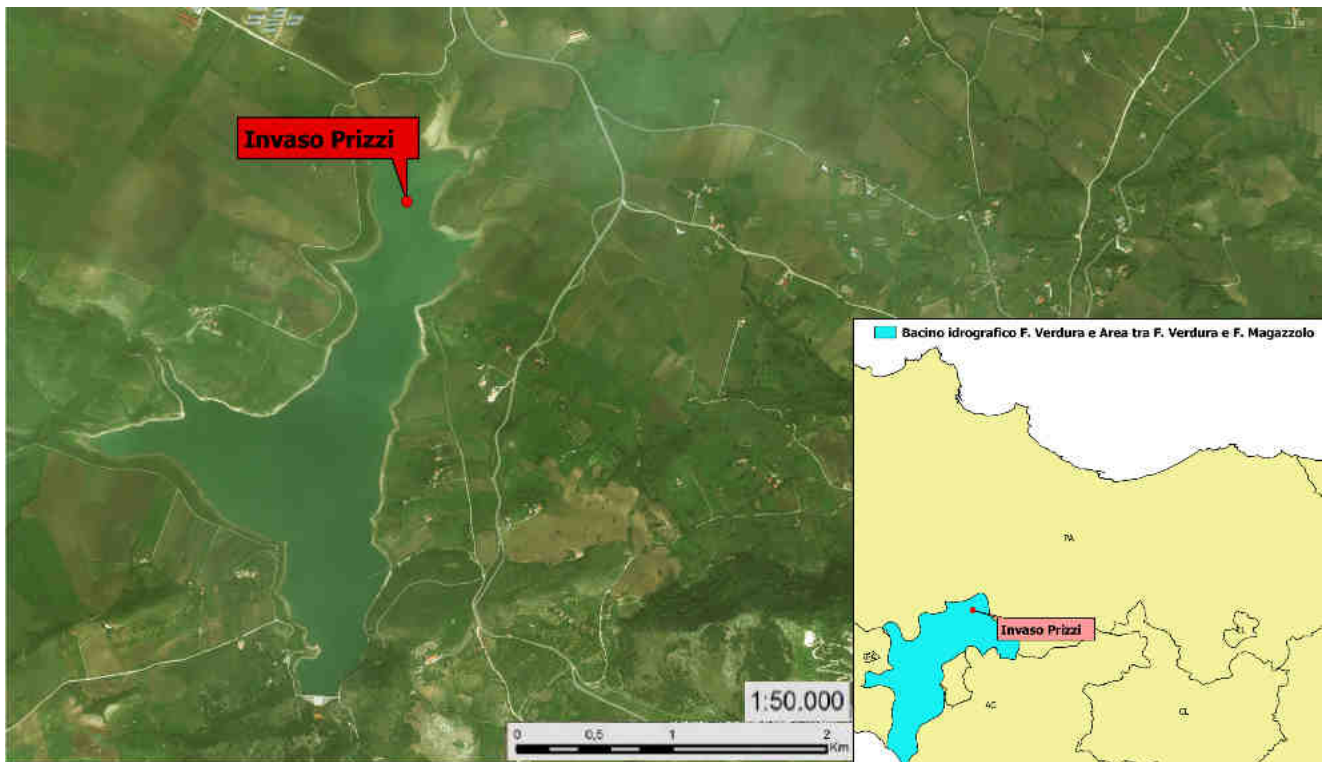 Invaso Prizzi
Bacino idrografico F. Verdura e Area tra F. Verdura e F. Magazzolo
PA
Invaso Prizzi
AG
CL
1:50.000
0 0,5 1 2
Km